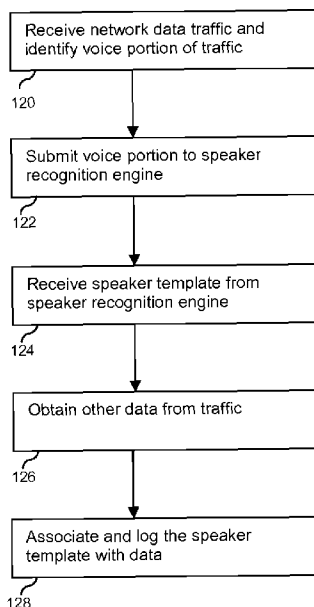 Receive network data traffic and
identify voice portion of traffic
120
Submit voice portion to speaker
recognition engine
122
Receive speaker template from
speaker recognition engine
124
Obtain other data from traffic
126
Associate and log the speaker
template with data
128